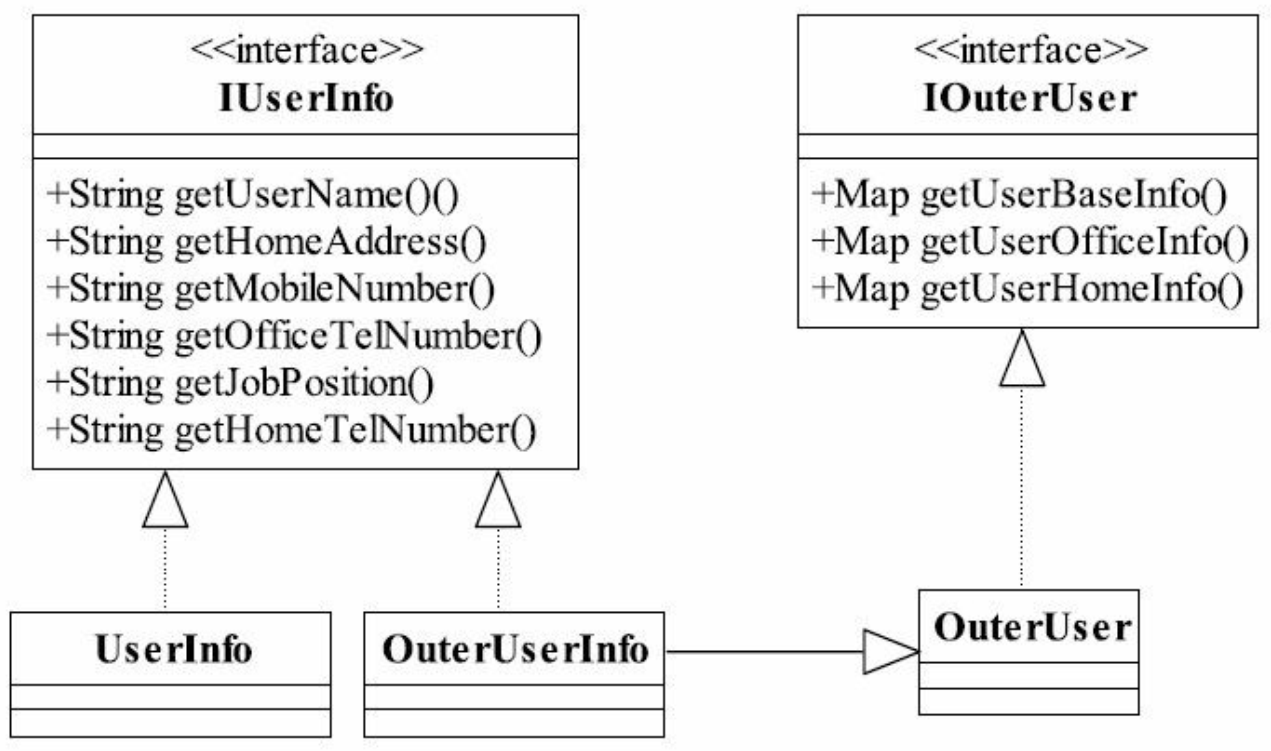 <<interface>>
IUserInfo
+String getUserName()()
+String getHomeAddress()
+String getMobileNumber()
+String getOfficeTelNumber()
+String getJobPosition()
+String getHomeTelNumber()
<<interface>>
IOuterUser
+Map getUserBaseInfo()
+Map getUserOfficeInfo()
+Map getUserHomeInfo()
UserInfo
OuterUserInfo
OuterUser